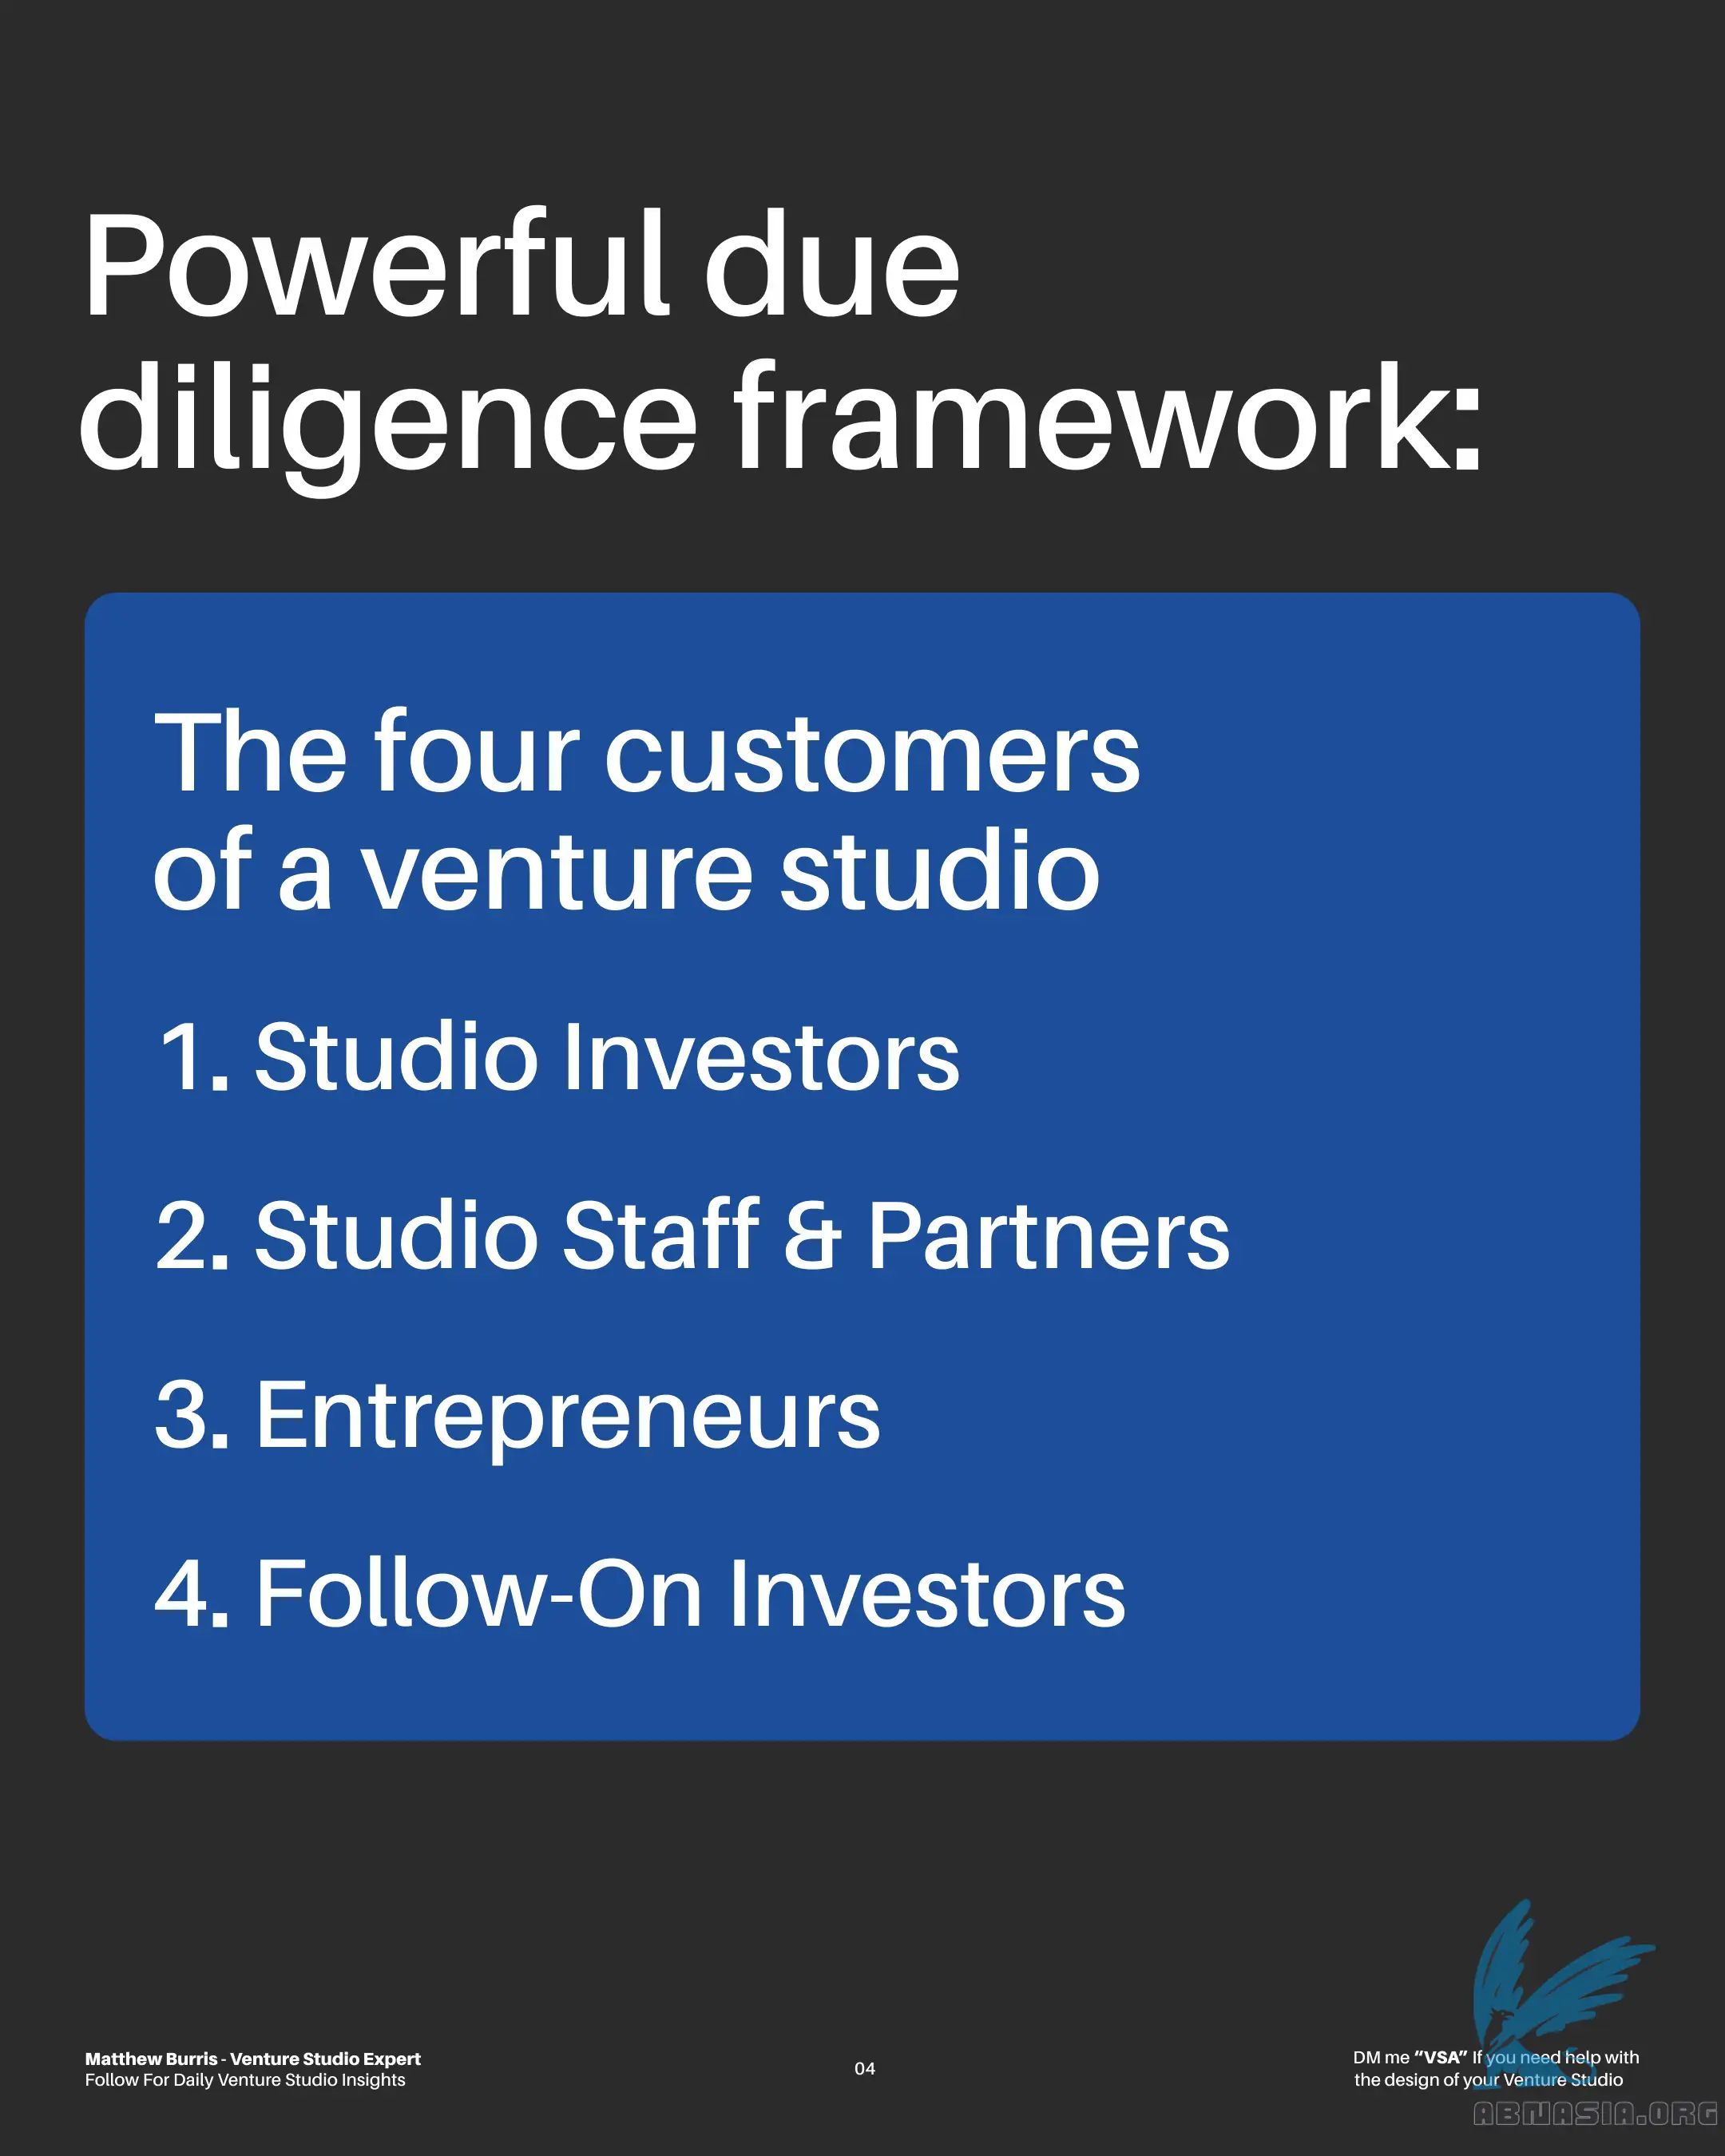 Powerful due
diligence framework:
The four customers
of a venture studio
1. Studio Investors
2. Studio Staff & Partners
3. Entrepreneurs
4. Follow-On Investors
Matthew Burris - Venture Studio Expert
Follow For Daily Venture Studio Insights
04
DM me “VSA” If you need help with
the design of your Venture Studio
ABNASIA.ORG